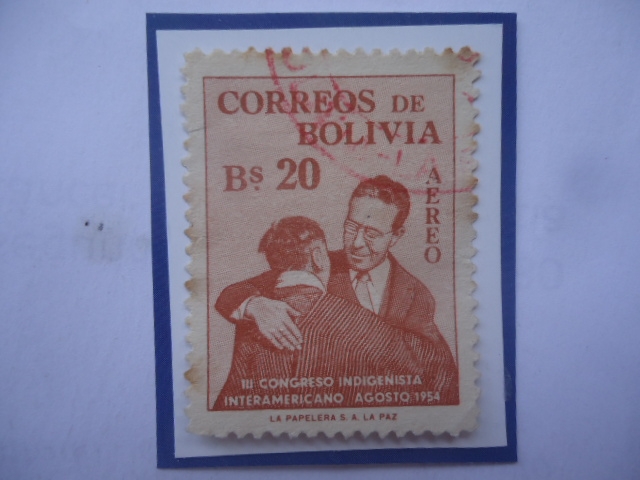 CORREOS DE
BOLIVIA
Bs. 20
AEREO
III CONGRESO INDIGENISTA
INTERAMERICANO AGOSTO 1954
LA PAPELERA S. A. LA PAZ